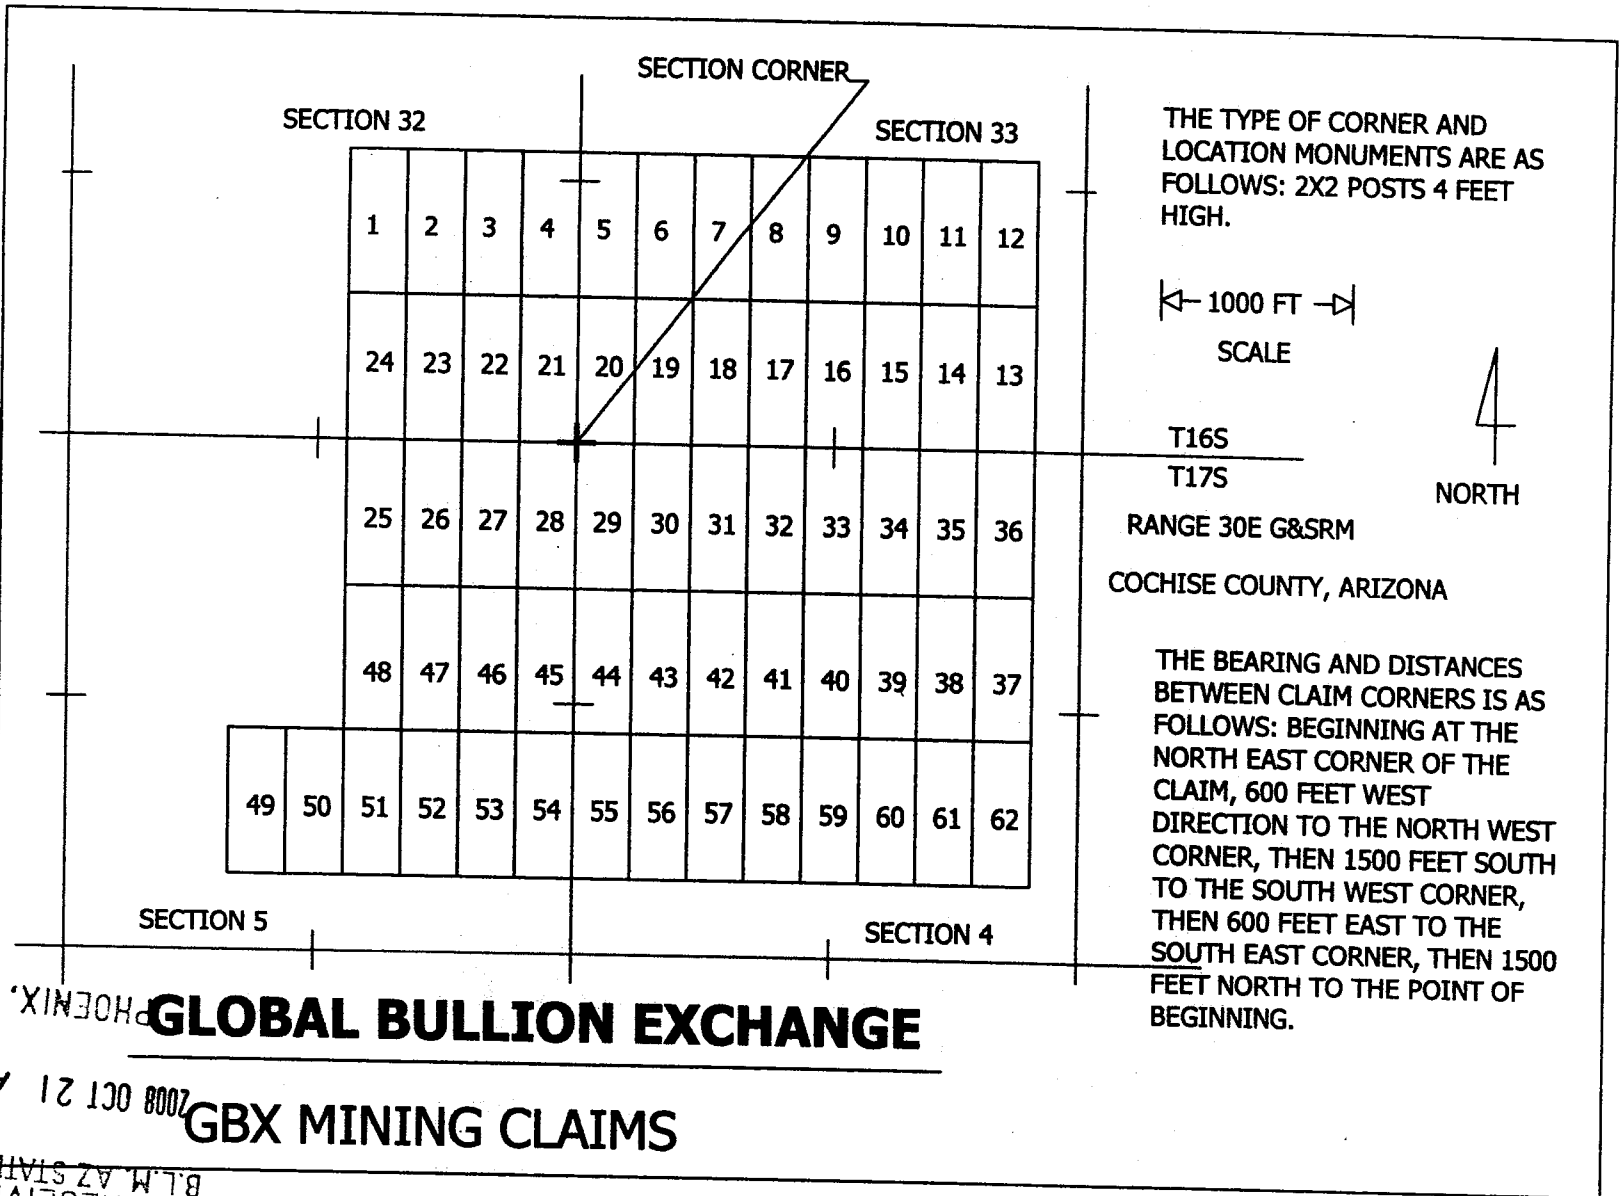 SECTION CORNER
SECTION 32
SECTION 33
1 2 3 4 5 6 7 8 9 10 11 12
24 23 22 21 20 19 18 17 16 15 14 13
25 26 27 28 29 30 31 32 33 34 35 36
48 47 46 45 44 43 42 41 40 39 38 37
49 50 51 52 53 54 55 56 57 58 59 60 61 62
SECTION 5
SECTION 4
THE TYPE OF CORNER AND
LOCATION MONUMENTS ARE AS
FOLLOWS: 2X2 POSTS 4 FEET
HIGH.
1000 FT
SCALE
T16S
T17S
NORTH
RANGE 30E G&SRM
COCHISE COUNTY, ARIZONA
THE BEARING AND DISTANCES
BETWEEN CLAIM CORNERS IS AS
FOLLOWS: BEGINNING AT THE
NORTH EAST CORNER OF THE
CLAIM, 600 FEET WEST
DIRECTION TO THE NORTH WEST
CORNER, THEN 1500 FEET SOUTH
TO THE SOUTH WEST CORNER,
THEN 600 FEET EAST TO THE
SOUTH EAST CORNER, THEN 1500
FEET NORTH TO THE POINT OF
BEGINNING.
PHOENIX,
GLOBAL BULLION EXCHANGE
2008 OCT 21
GBX MINING CLAIMS
B.L.M. AZ STATE